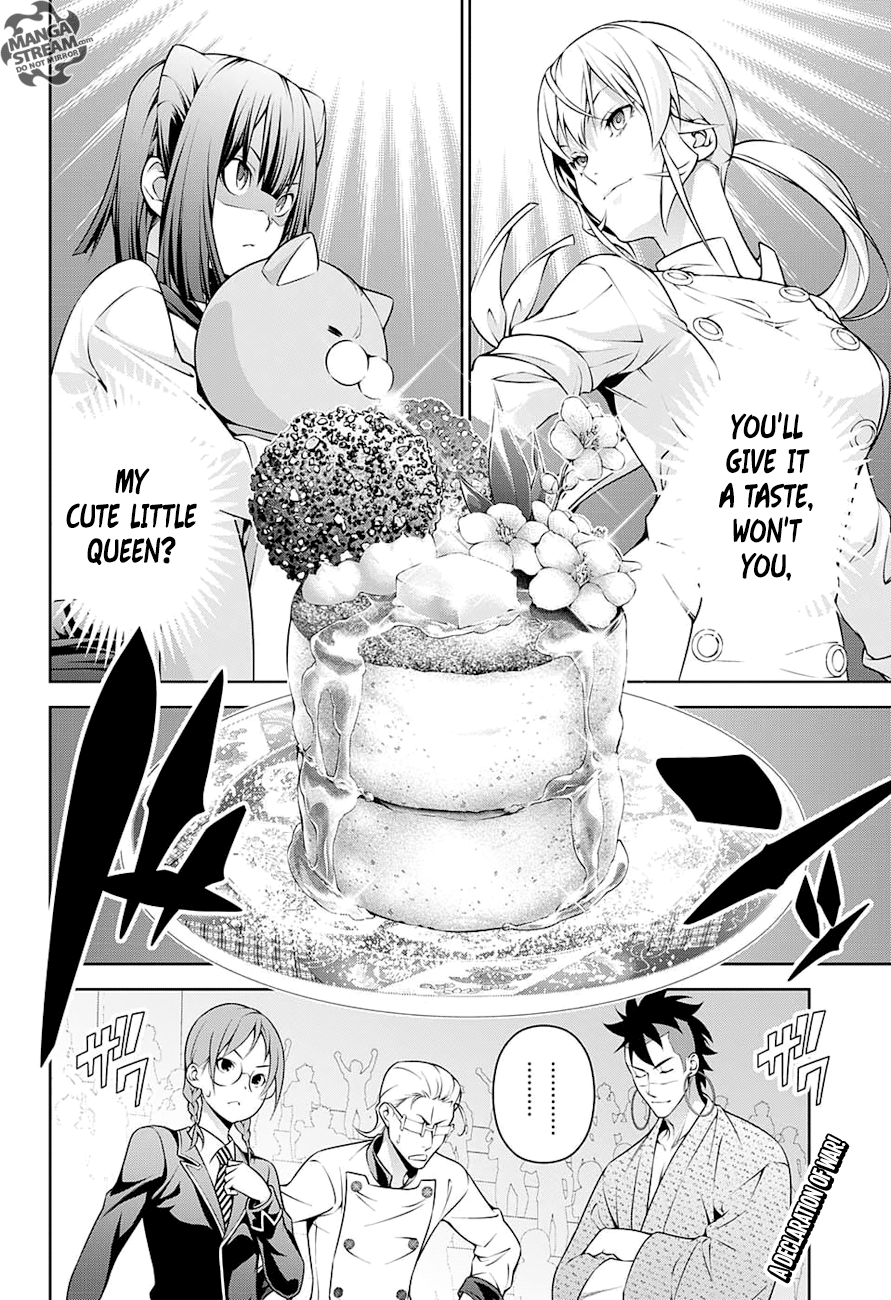 MANGA
STREAM.com
DO NOT MIRROR
YOU'LL
GIVE IT
A TASTE,
WON'T
YOU,
MY
CUTE LITTLE
QUEEN?
ザワ
.........
ザワ
A DECLARATION OF WAR!